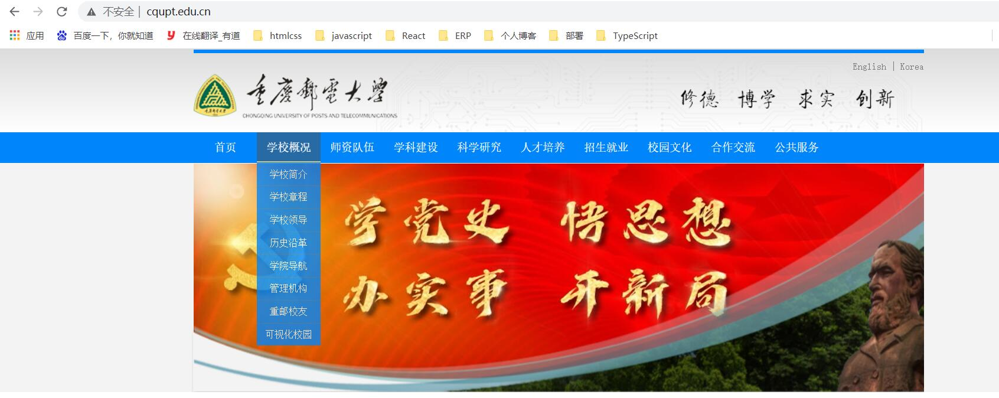 不安全 | cqupt.edu.cn
应用 百度一下，你就知道 在线翻译_有道 htmlcss javascript React ERP 个人博客 部署 TypeScript
English | Korea
重慶郵電大學
CHONGQING UNIVERSITY OF POSTS AND TELECOMMUNICATIONS
修德 博学 求实 创新
首页 学校概况 师资队伍 学科建设 科学研究 人才培养 招生就业 校园文化 合作交流 公共服务
学校简介
学校章程
学校领导
历史沿革
学院导航
管理机构
重邮校友
可视化校园
学党史 悟思想
办实事 开新局